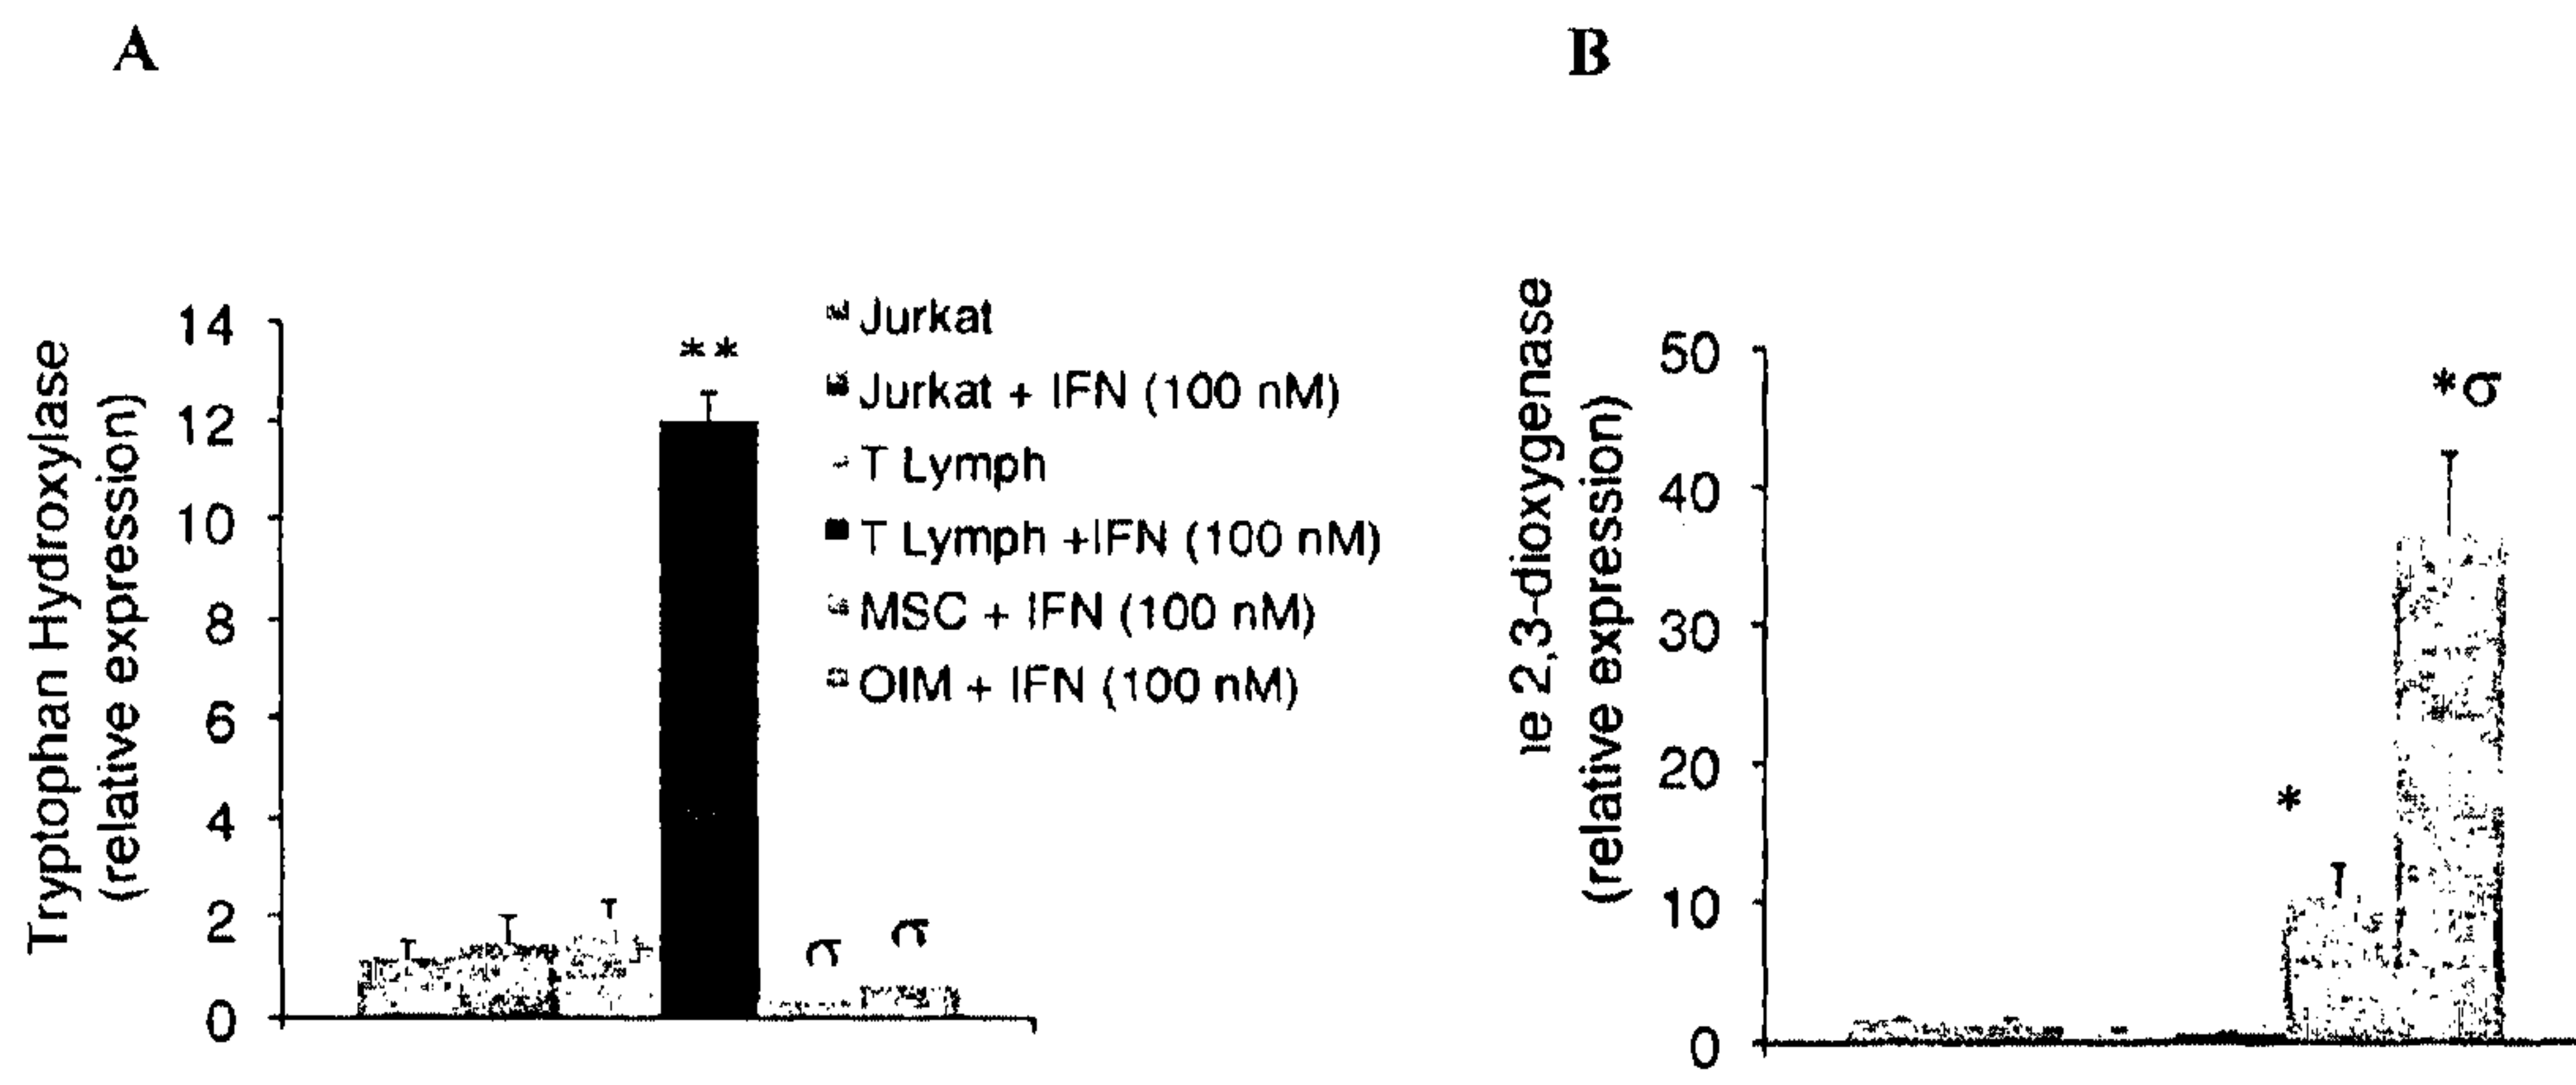 A
B
Tryptophan Hydroxylase
(relative expression)
14
12
10
8
6
4
2
0
**
σ
σ
Jurkat
Jurkat + IFN (100 nM)
T Lymph
T Lymph +IFN (100 nM)
MSC + IFN (100 nM)
OIM + IFN (100 nM)
2,3-dioxygenase
(relative expression)
50
40
30
20
10
0
*
*σ